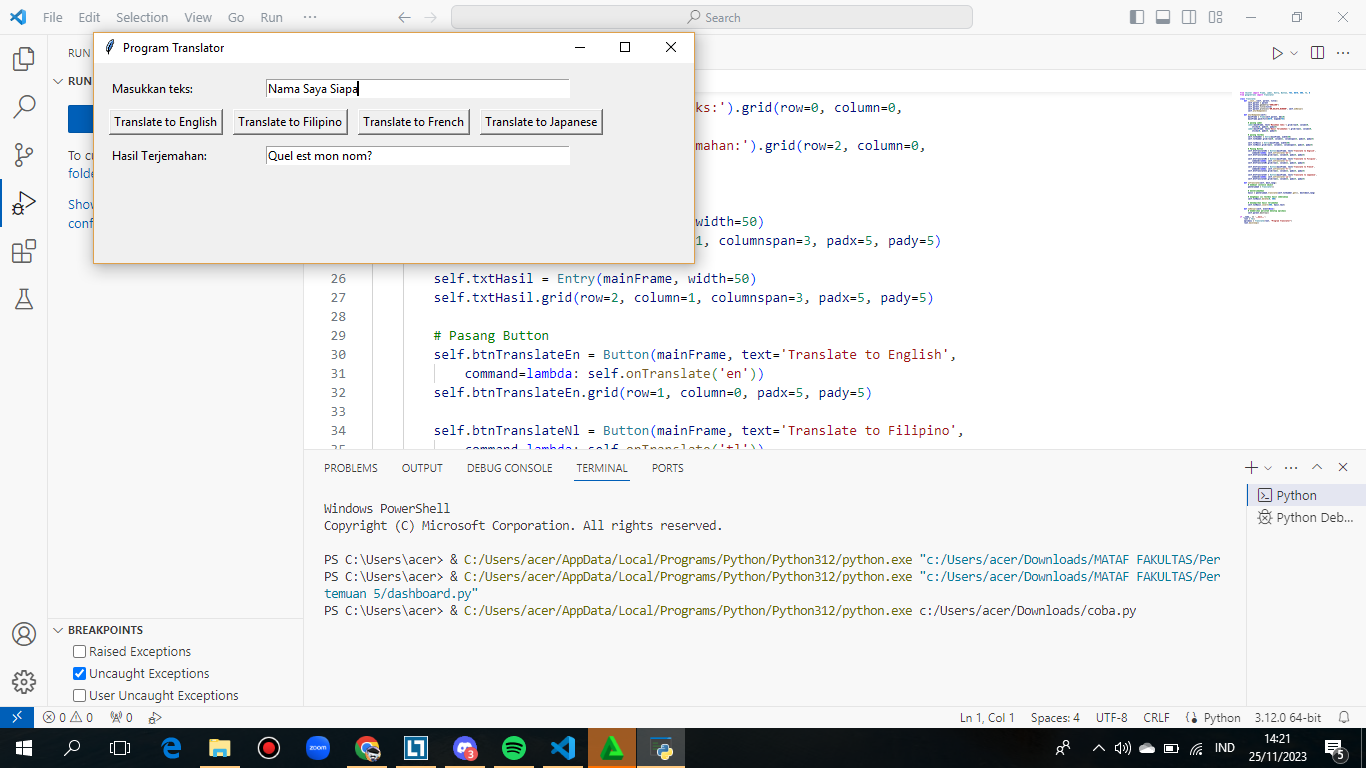 File Edit Selection View Go Run ···
Search
Program Translator
Masukkan teks:
Nama Saya Siapa
Translate to English
Translate to Filipino
Translate to French
Translate to Japanese
Hasil Terjemahan:
Quel est mon nom?
RUN
RUN
To cu
folde
Show
conf
ks:').grid(row=0, column=0,
mahan:').grid(row=2, column=0,
width=50)
1, columnspan=3, padx=5, pady=5)
26 self.txtHasil = Entry(mainFrame, width=50)
27 self.txtHasil.grid(row=2, column=1, columnspan=3, padx=5, pady=5)
28
29 # Pasang Button
30 self.btnTranslateEn = Button(mainFrame, text='Translate to English',
31 command=lambda: self.onTranslate('en'))
32 self.btnTranslateEn.grid(row=1, column=0, padx=5, pady=5)
33
34 self.btnTranslateNl = Button(mainFrame, text='Translate to Filipino',
35 command=lambda: self.onTranslate('tl'))
PROBLEMS OUTPUT DEBUG CONSOLE TERMINAL PORTS
Windows PowerShell
Copyright (C) Microsoft Corporation. All rights reserved.
PS C:\Users\acer> & C:/Users/acer/AppData/Local/Programs/Python/Python312/python.exe "c:/Users/acer/Downloads/MATAF FAKULTAS/Per
PS C:\Users\acer> & C:/Users/acer/AppData/Local/Programs/Python/Python312/python.exe "c:/Users/acer/Downloads/MATAF FAKULTAS/Per
temuan 5/dashboard.py"
PS C:\Users\acer> & C:/Users/acer/AppData/Local/Programs/Python/Python312/python.exe c:/Users/acer/Downloads/coba.py
Python
Python Deb...
BREAKPOINTS
Raised Exceptions
Uncaught Exceptions
User Uncaught Exceptions
0 0 0
Ln 1, Col 1 Spaces: 4 UTF-8 CRLF Python 3.12.0 64-bit
zoom
3
IND
14:21
25/11/2023
5